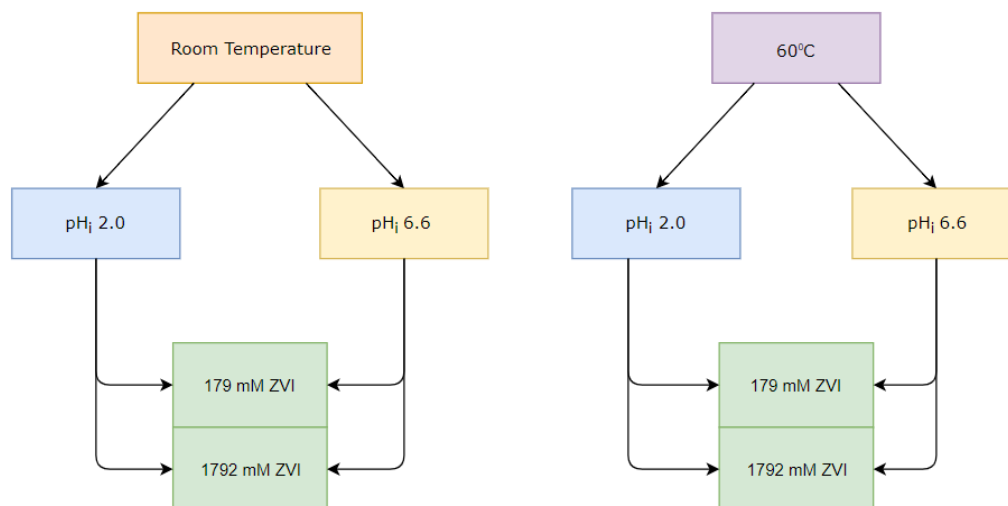 Room Temperature
60⁰C
pHᵢ 2.0
pHᵢ 6.6
pHᵢ 2.0
pHᵢ 6.6
179 mM ZVI
179 mM ZVI
1792 mM ZVI
1792 mM ZVI